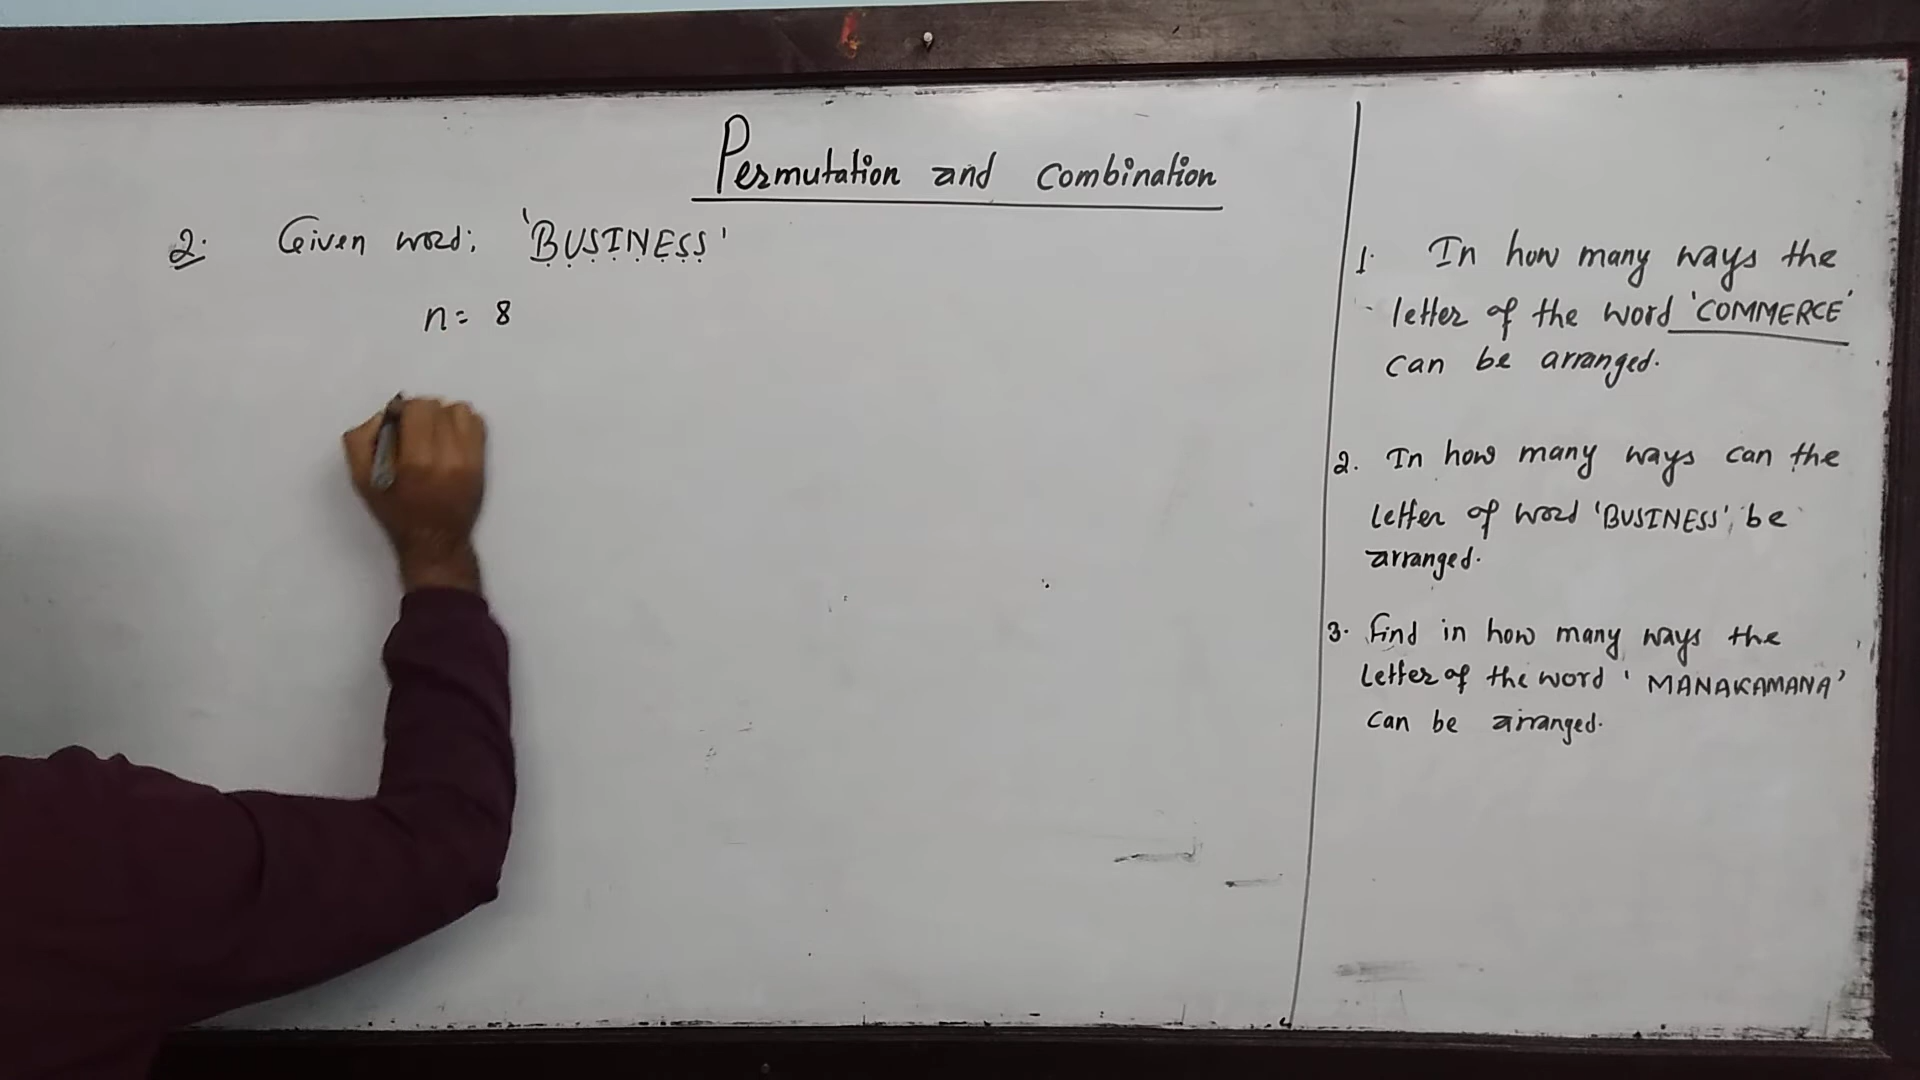 Permutation and combination
2. Given word: 'BUSINESS'
n = 8
1. In how many ways the
letter of the word 'COMMERCE'
can be arranged.
2. In how many ways can the
letter of word 'BUSINESS', be
arranged.
3. Find in how many ways the
letter of the word 'MANAKAMANA'
can be arranged.